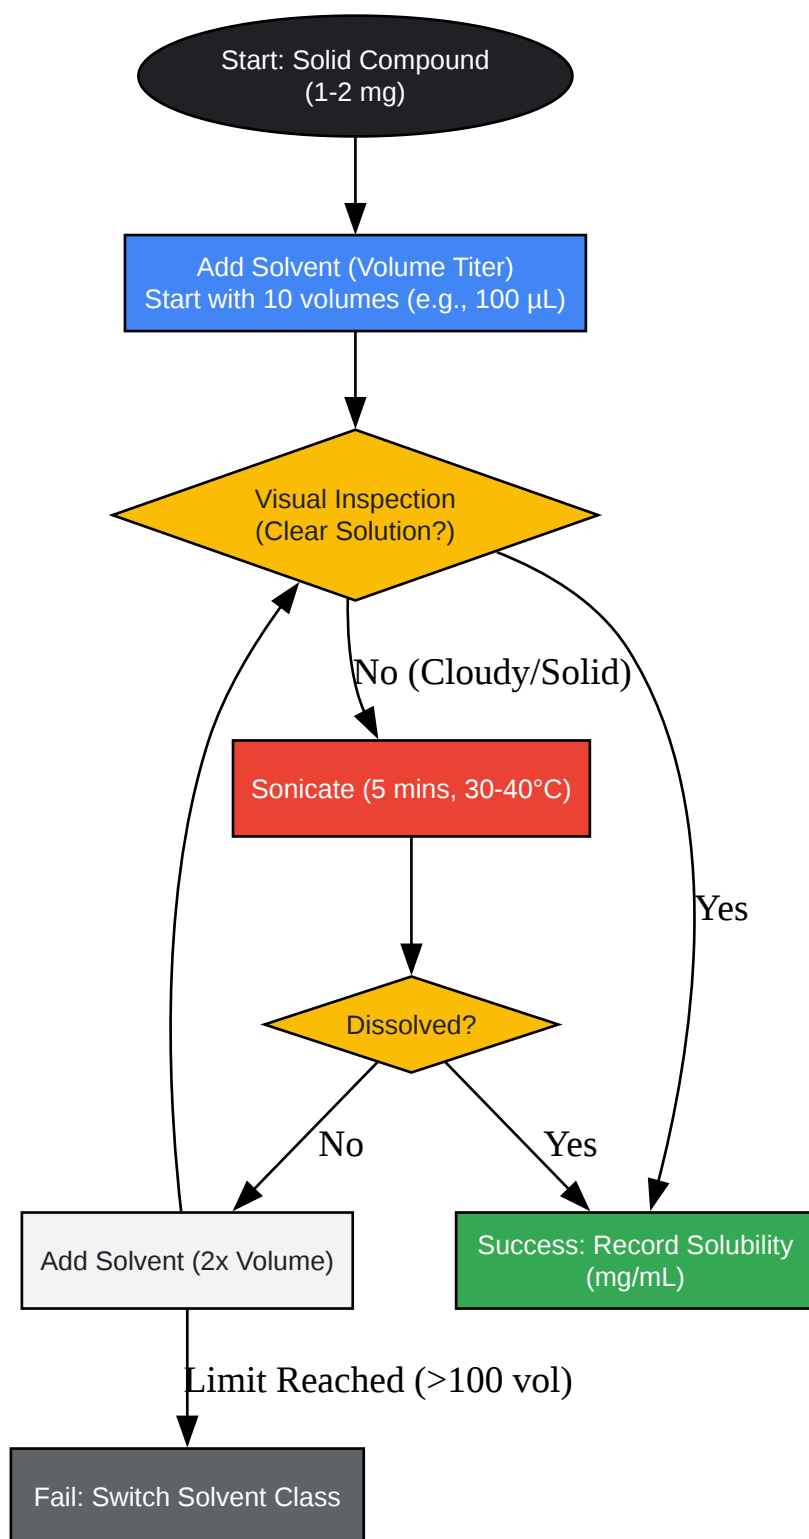 Start: Solid Compound
(1-2 mg)
Add Solvent (Volume Titer)
Start with 10 volumes (e.g., 100 µL)
Visual Inspection
(Clear Solution?)
No (Cloudy/Solid)
Sonicate (5 mins, 30-40°C)
Yes
Dissolved?
No
Yes
Add Solvent (2x Volume)
Success: Record Solubility
(mg/mL)
Limit Reached (>100 vol)
Fail: Switch Solvent Class